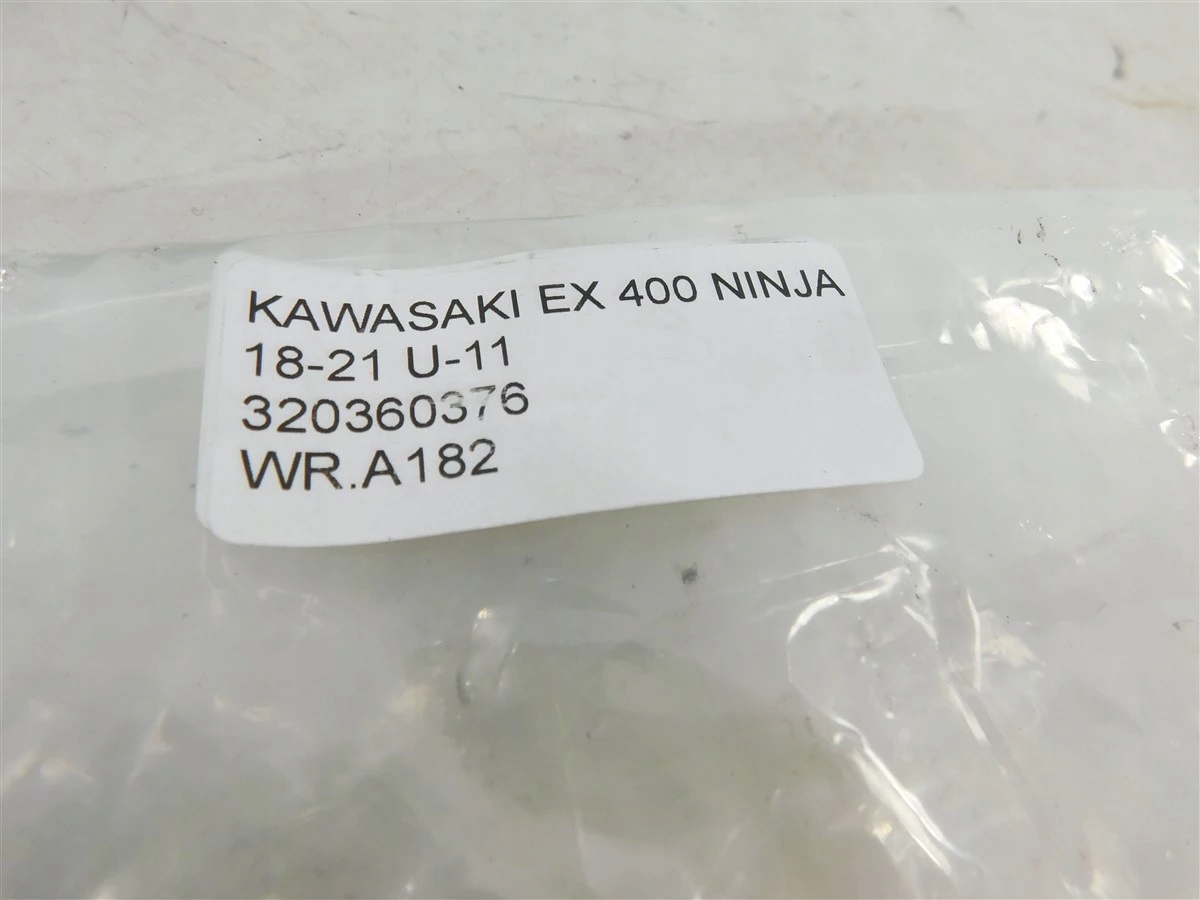 KAWASAKI EX 400 NINJA
18-21 U-11
320360376
WR.A182